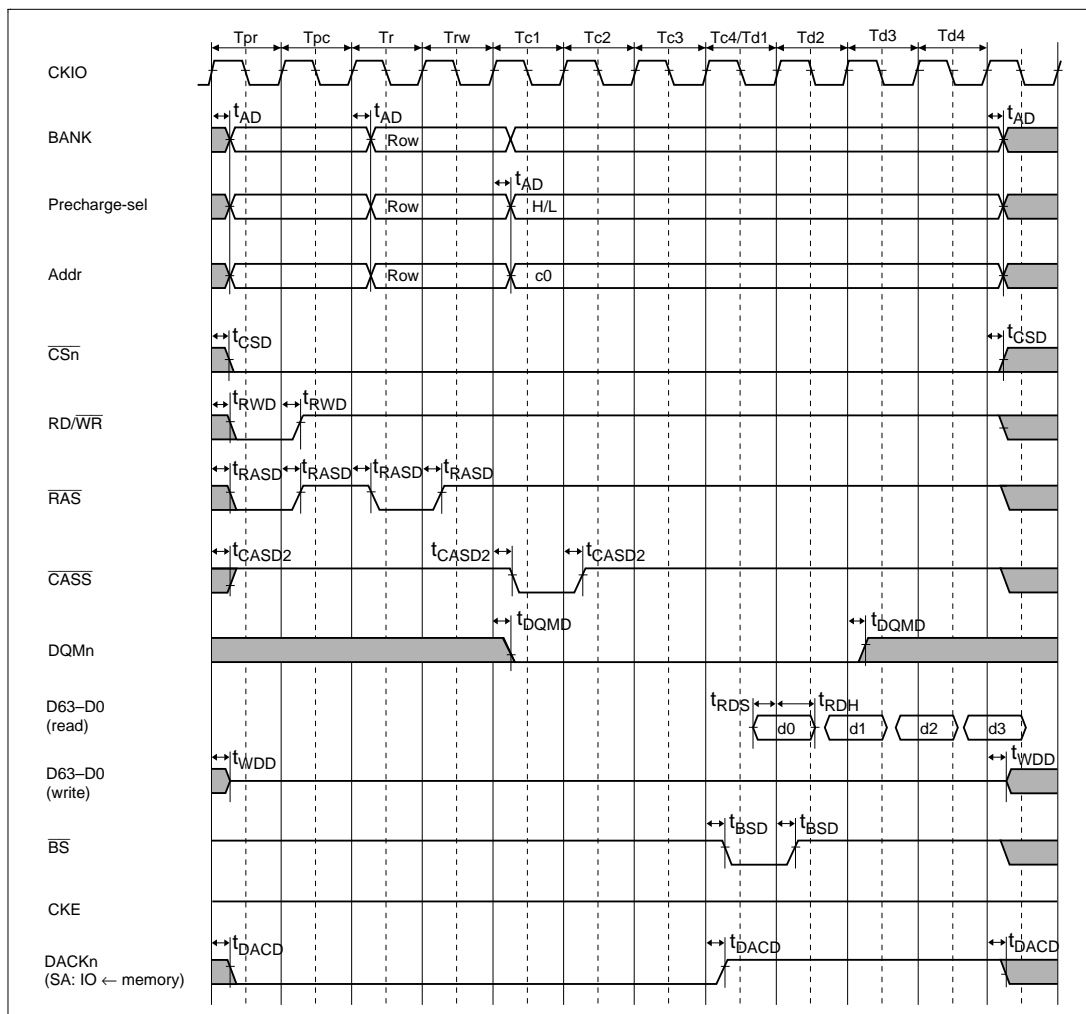 Tpr Tpc Tr Trw Tc1 Tc2 Tc3 Tc4/Td1 Td2 Td3 Td4
CKIO
tAD tAD tAD
BANK Row
tAD
Precharge-sel Row H/L
Addr Row c0
tCSD tCSD
CSn
tRWD tRWD
RD/WR
tRASD tRASD tRASD tRASD
RAS
tCASD2 tCASD2 tCASD2
CASS
tDQMD tDQMD
DQMn
D63–D0
(read)
tRDS tRDH
d0 d1 d2 d3
tWDD tWDD
D63–D0
(write)
tBSD tBSD
BS
CKE
tDACD tDACD tDACD
DACKn
(SA: IO ← memory)